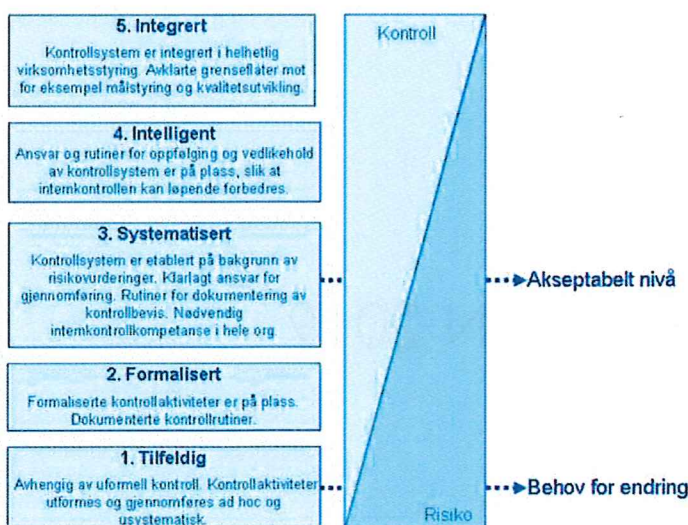 5. Integrert
Kontrollsystem er integrert i helhetlig
virksomhetsstyring. Avklarte grenseflater mot
for eksempel målstyring og kvalitetsutvikling.
4. Intelligent
Ansvar og rutiner for oppfølging og vedlikehold
av kontrollsystem er på plass, slik at
internkontrollen kan løpende forbedres.
3. Systematisert
Kontrollsystem er etablert på bakgrunn av
risikovurderinger. Klarlagt ansvar for
gjennomføring. Rutiner for dokumentering av
kontrollbevis. Nødvendig
internkontrollkompetanse i hele org.
2. Formalisert
Formaliserte kontrollaktiviteter er på plass.
Dokumenterte kontrollrutiner.
1. Tilfeldig
Avhengig av uformell kontroll. Kontrollaktiviteter
utformes og gjennomføres ad hoc og
usystematisk.
Kontroll
Risiko
Akseptabelt nivå
Behov for endring